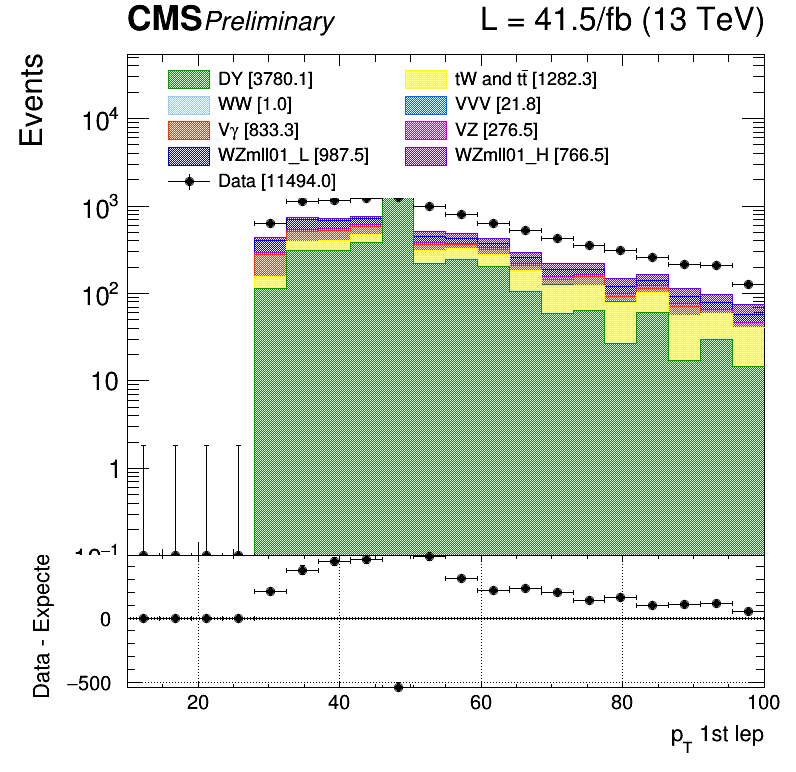 CMS Preliminary L = 41.5/fb (13 TeV)
Events
DY [3780.1] tW and tt̄ [1282.3]
WW [1.0] VVV [21.8]
Vγ [833.3] VZ [276.5]
WZmll01_L [987.5] WZmll01_H [766.5]
Data [11494.0]
10⁴
10³
10²
10
1
Data - Expecte
0
−500
20 40 60 80 100
p_T 1st lep